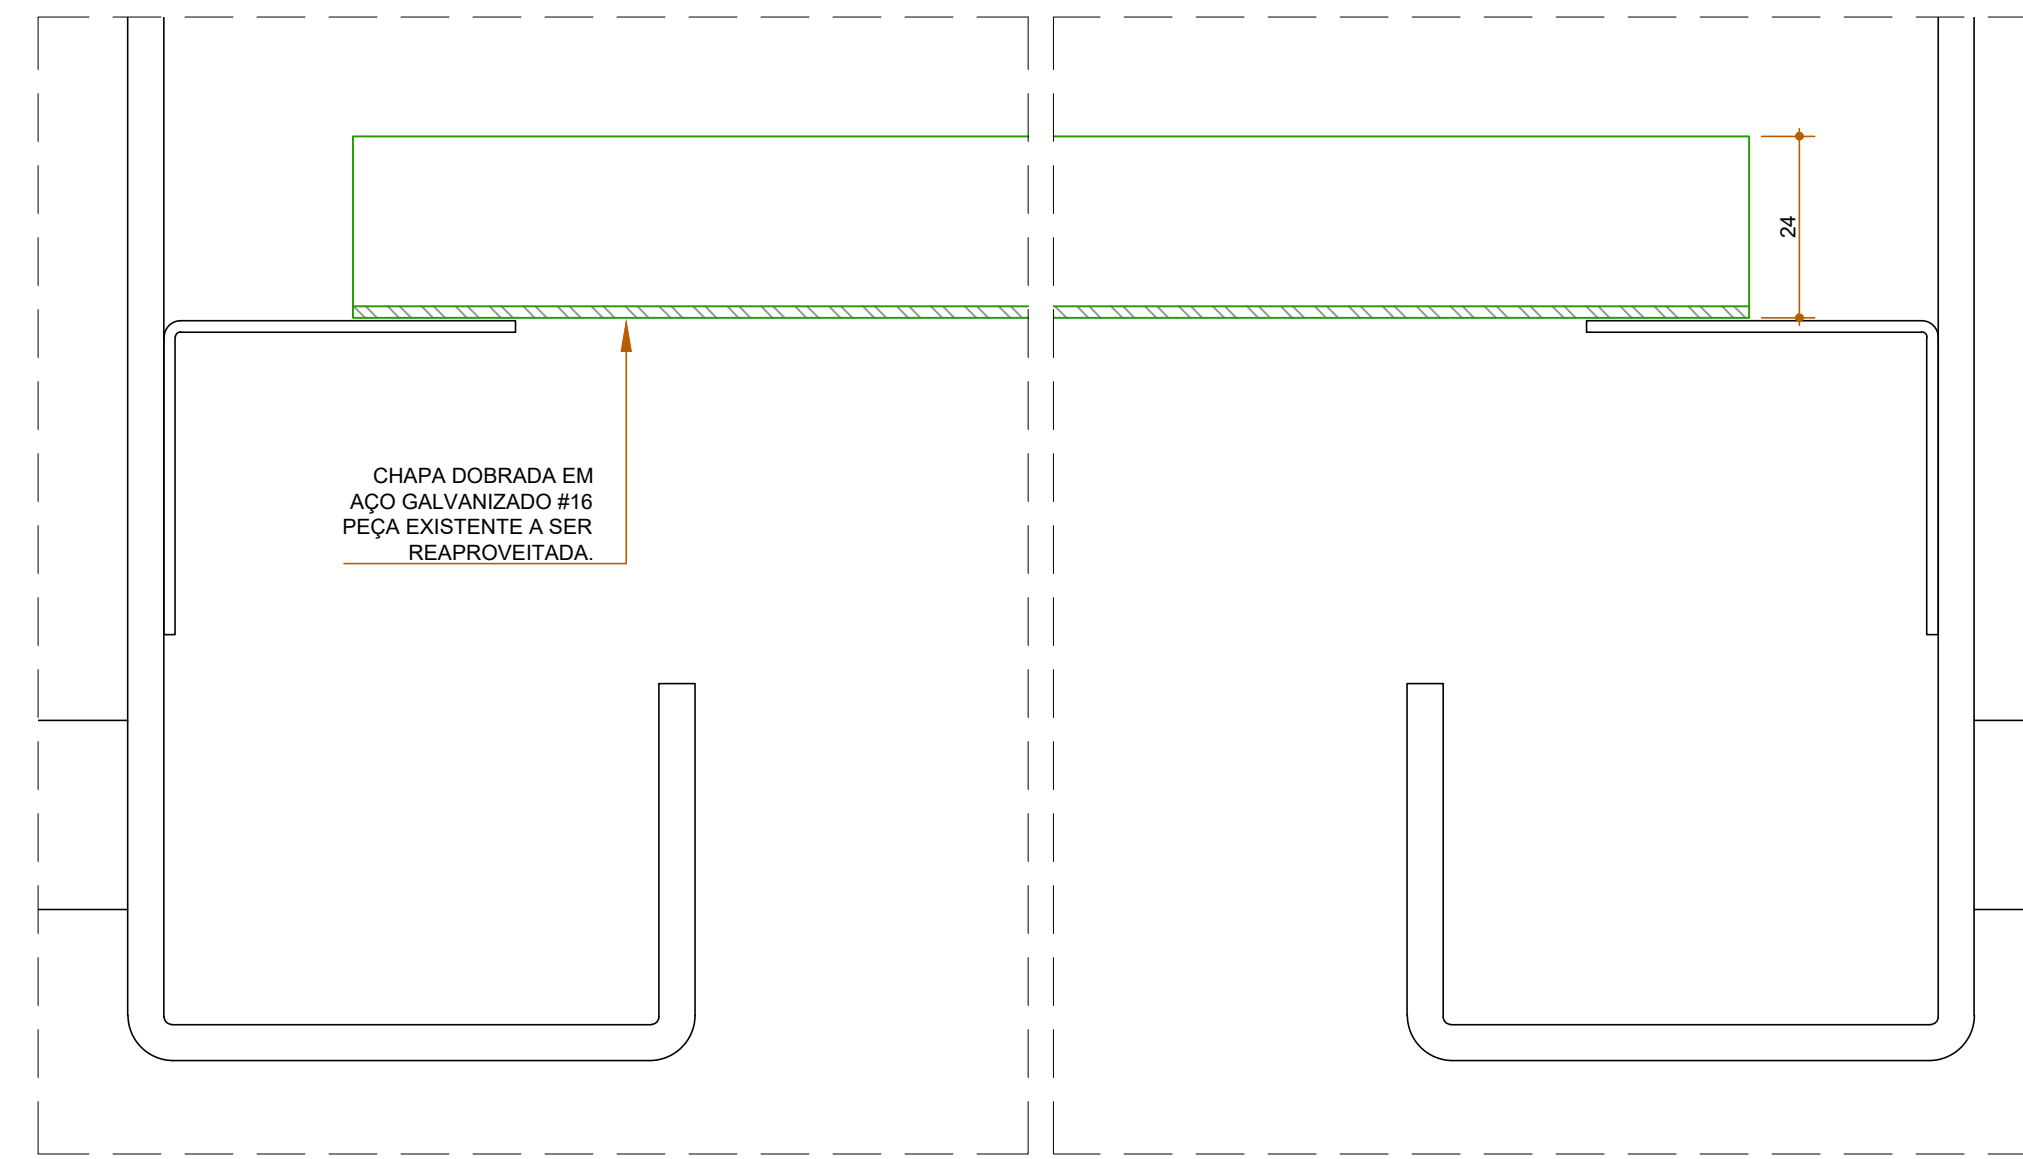 24
CHAPA DOBRADA EM
AÇO GALVANIZADO #16
PEÇA EXISTENTE A SER
REAPROVEITADA.